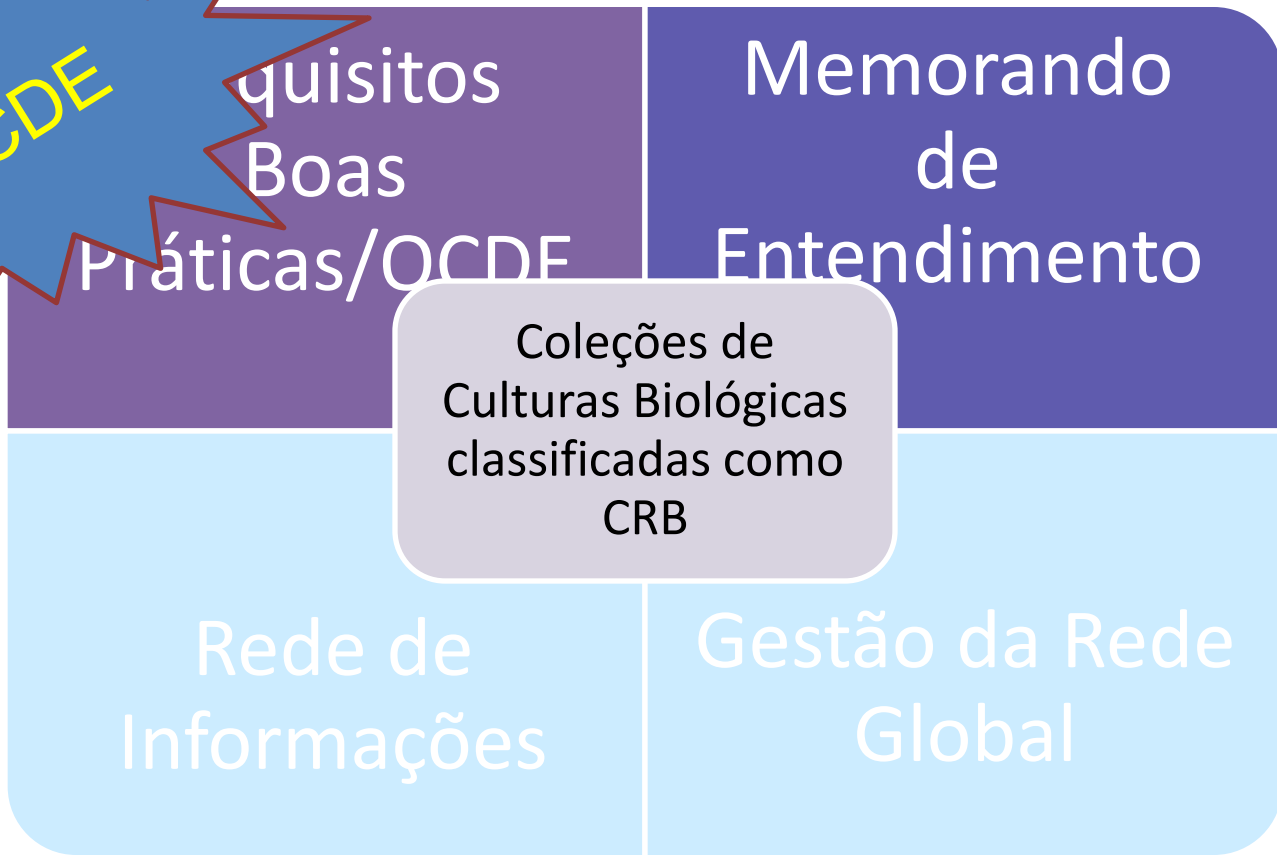 CDE
quisitos
Boas
Práticas/OCDE
Memorando
de
Entendimento
Coleções de
Culturas Biológicas
classificadas como
CRB
Rede de
Informações
Gestão da Rede
Global